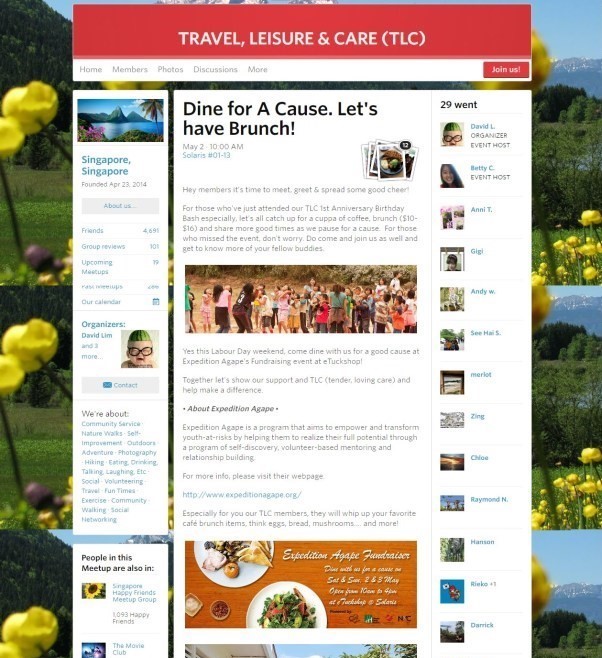 TRAVEL, LEISURE & CARE (TLC)
Home Members Photos Discussions More
Join us!
Singapore,
Singapore
Founded Apr 23, 2014
About us...
Friends 4,691
Group reviews 101
Upcoming 19
Meetups
Past Meetups
Our calendar
Organizers:
David Lim
and 3
more...
Contact
We're about:
Community Service ·
Nature Walks · Self-
Improvement · Outdoors ·
Adventure · Photography
· Hiking · Eating, Drinking,
Talking, Laughing, Etc ·
Social · Volunteering ·
Travel · Fun Times ·
Exercise · Community ·
Walking · Social
Networking
People in this
Meetup are also in:
Singapore
Happy Friends
Meetup Group
1,093 Happy
Friends
The Movie
Club
Dine for A Cause. Let's
have Brunch!
May 2 · 10:00 AM
Solaris #01-13
12
Hey members it's time to meet, greet & spread some good cheer!
For those who've just attended our TLC 1st Anniversary Birthday
Bash especially, let's all catch up for a cuppa of coffee, brunch ($10-
$16) and share more good times as we pause for a cause. For those
who missed the event, don't worry. Do come and join us as well and
get to know more of your fellow buddies.
Yes this Labour Day weekend, come dine with us for a good cause at
Expedition Agape's Fundraising event at eTuckshop!
Together let's show our support and TLC (tender, loving care) and
help make a difference.
• About Expedition Agape •
Expedition Agape is a program that aims to empower and transform
youth-at-risks by helping them to realize their full potential through
a program of self-discovery, volunteer-based mentoring and
relationship building.
For more info, please visit their webpage.
http://www.expeditionagape.org/
Especially for you our TLC members, they will whip up your favorite
café brunch items, think eggs, bread, mushrooms.... and more!
Expedition Agape Fundraiser
Dine with us for a cause on
Sat & Sun, 2 & 3 May
Open from 10am to 4pm
at eTuckshop @ Solaris
29 went
David L.
ORGANIZER
EVENT HOST
Betty C.
EVENT HOST
Anni T.
Gigi
Andy w.
See Hai S.
merlot
Zing
Chloe
Raymond N.
Hanson
Rieko +1
Darrick